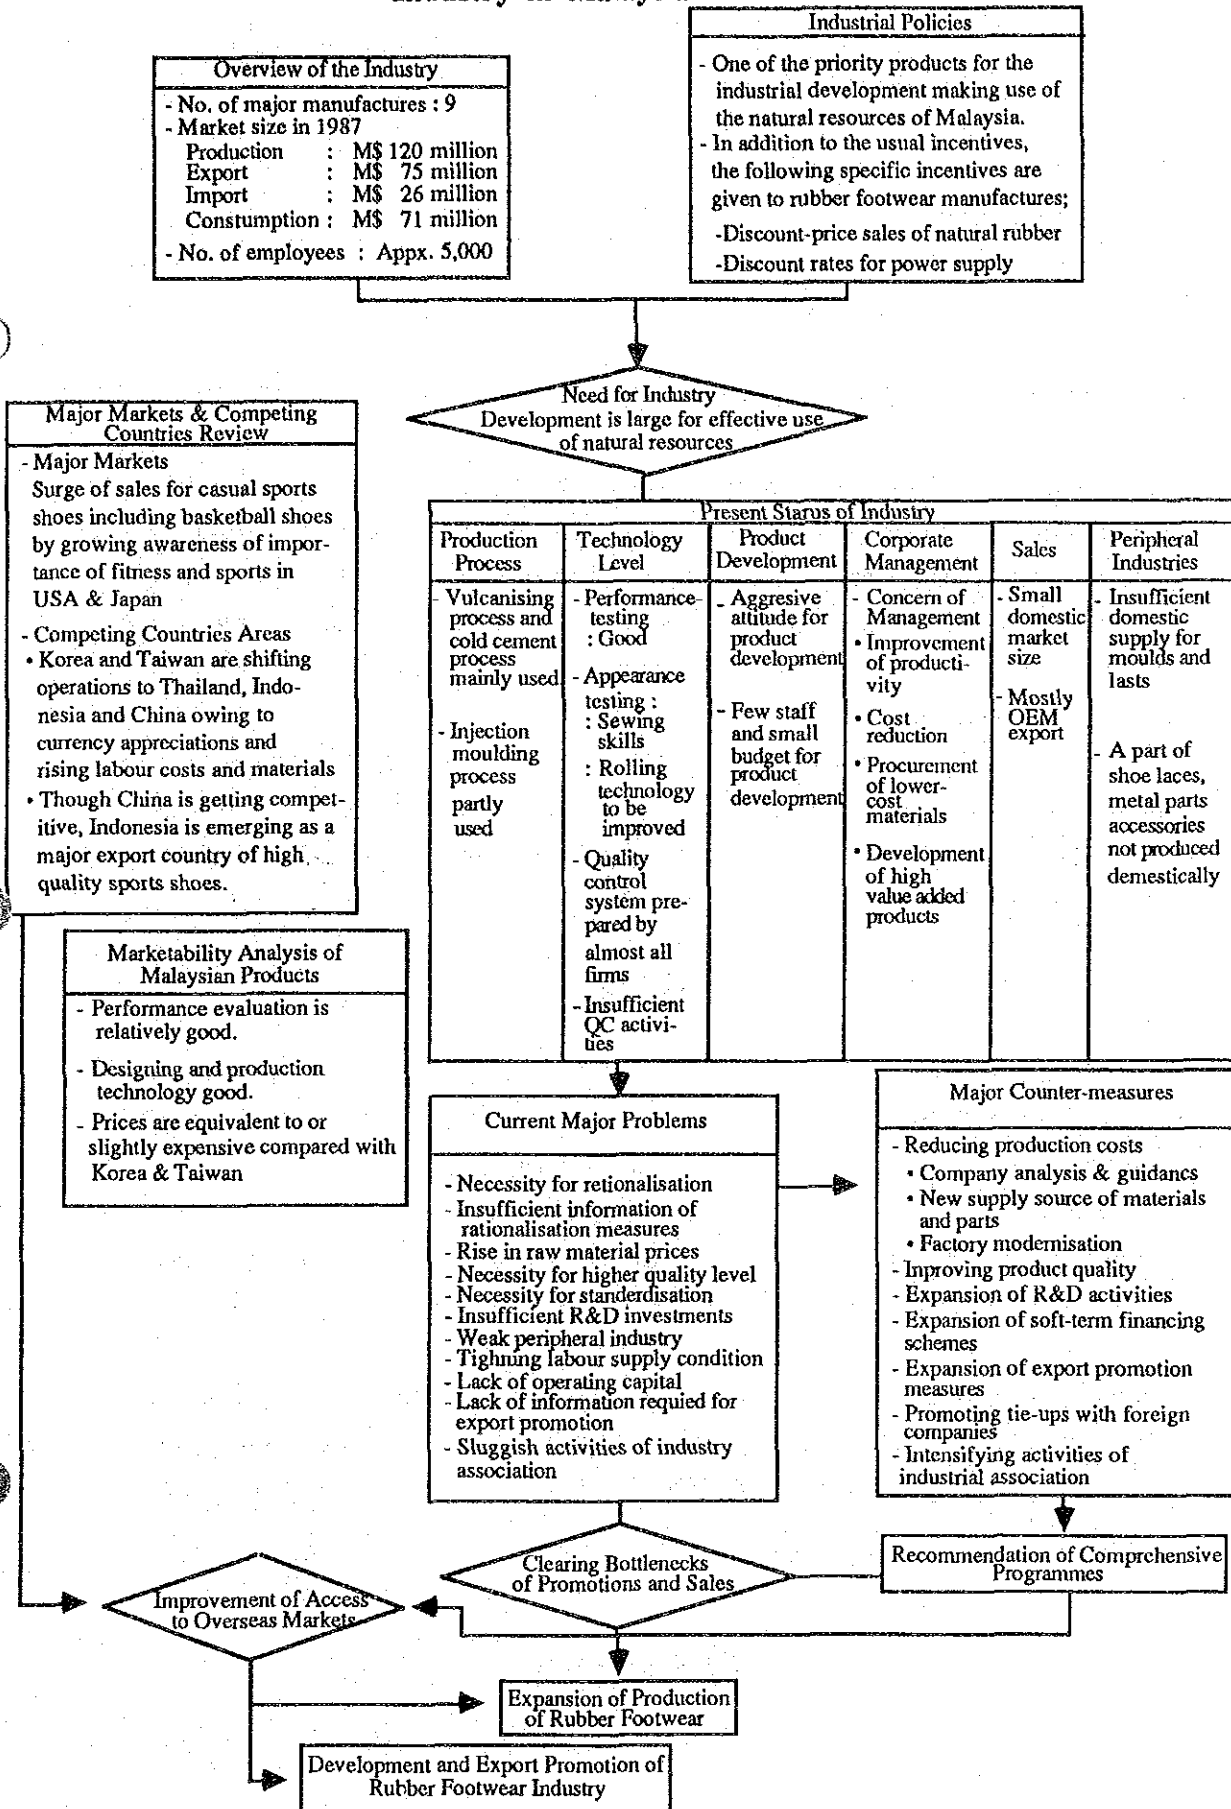 Industrial Policies
- One of the priority products for the
industrial development making use of
the natural resources of Malaysia.
- In addition to the usual incentives,
the following specific incentives are
given to rubber footwear manufactures;
-Discount-price sales of natural rubber
-Discount rates for power supply
Overview of the Industry
- No. of major manufactures : 9
- Market size in 1987
Production : M$ 120 million
Export : M$ 75 million
Import : M$ 26 million
Constumption : M$ 71 million
- No. of employees : Appx. 5,000
Need for Industry
Development is large for effective use
of natural resources
Major Markets & Competing
Countries Review
- Major Markets
Surge of sales for casual sports
shoes including basketball shoes
by growing awareness of impor-
tance of fitness and sports in
USA & Japan
- Competing Countries Areas
• Korea and Taiwan are shifting
operations to Thailand, Indo-
nesia and China owing to
currency appreciations and
rising labour costs and materials
• Though China is getting compet-
itive, Indonesia is emerging as a
major export country of high
quality sports shoes.
Marketability Analysis of
Malaysian Products
- Performance evaluation is
relatively good.
- Designing and production
technology good.
- Prices are equivalent to or
slightly expensive compared with
Korea & Taiwan
Present Starus of Industry
Production
Process
- Vulcanising
process and
cold cement
process
mainly used
- Injection
moulding
process
partly
used
Technology
Level
- Performance-
testing
: Good
- Appearance
testing :
: Sewing
skills
: Rolling
technology
to be
improved
- Quality
control
system pre-
pared by
almost all
firms
- Insufficient
QC activi-
ties
Product
Development
- Aggresive
attitude for
product
development
- Few staff
and small
budget for
product
development
Corporate
Management
- Concern of
Management
• Improvement
of producti-
vity
• Cost
reduction
• Procurement
of lower-
cost
materials
• Development
of high
value added
products
Sales
- Small
domestic
market
size
- Mostly
OEM
export
Peripheral
Industries
- Insufficient
domestic
supply for
moulds and
lasts
- A part of
shoe laces,
metal parts
accessories
not produced
demestically
Current Major Problems
- Necessity for retionalisation
- Insufficient information of
rationalisation measures
- Rise in raw material prices
- Necessity for higher quality level
- Necessity for standerdisation
- Insufficient R&D investments
- Weak peripheral industry
- Tighning labour supply condition
- Lack of operating capital
- Lack of information requied for
export promotion
- Sluggish activities of industry
association
Major Counter-measures
- Reducing production costs
• Company analysis & guidancs
• New supply source of materials
and parts
• Factory modernisation
- Inproving product quality
- Expansion of R&D activities
- Expansion of soft-term financing
schemes
- Expansion of export promotion
measures
- Promoting tie-ups with foreign
companies
- Intensifying activities of
industrial association
Clearing Bottlenecks
of Promotions and Sales
Recommendation of Comprchensive
Programmes
Improvement of Access
to Overseas Markets
Expansion of Production
of Rubber Footwear
Development and Export Promotion of
Rubber Footwear Industry